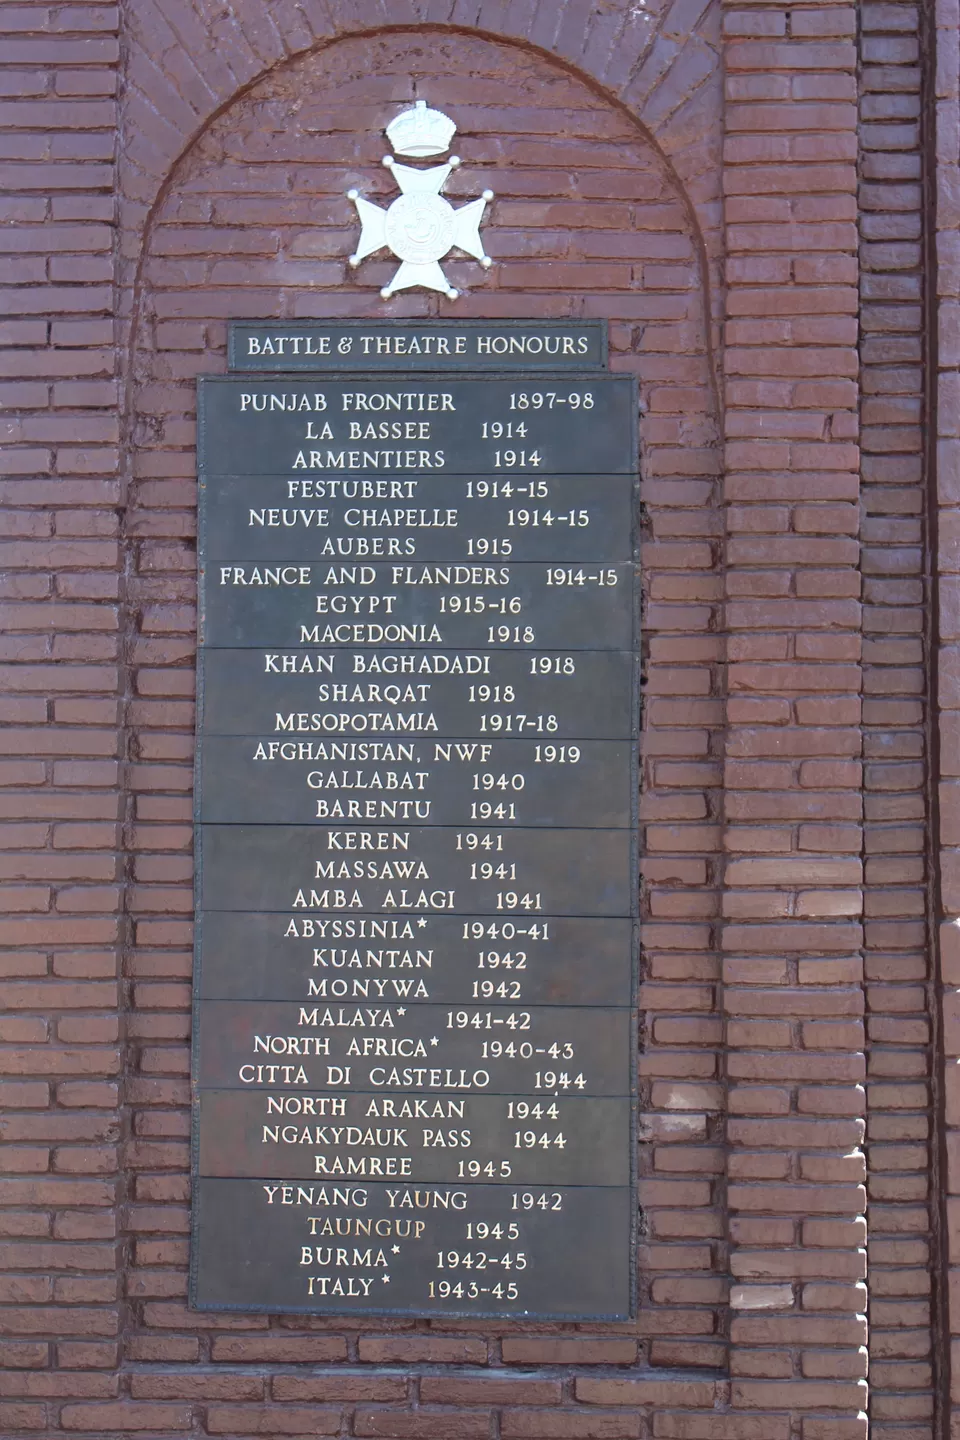 BATTLE & THEATRE HONOURS
PUNJAB FRONTIER 1897-98
LA BASSEE 1914
ARMENTIERS 1914
FESTUBERT 1914-15
NEUVE CHAPELLE 1914-15
AUBERS 1915
FRANCE AND FLANDERS 1914-15
EGYPT 1915-16
MACEDONIA 1918
KHAN BAGHADADI 1918
SHARQAT 1918
MESOPOTAMIA 1917-18
AFGHANISTAN, NWF 1919
GALLABAT 1940
BARENTU 1941
KEREN 1941
MASSAWA 1941
AMBA ALAGI 1941
ABYSSINIA* 1940-41
KUANTAN 1942
MONYWA 1942
MALAYA* 1941-42
NORTH AFRICA* 1940-43
CITTA DI CASTELLO 1944
NORTH ARAKAN 1944
NGAKYDAUK PASS 1944
RAMREE 1945
YENANG YAUNG 1942
TAUNGUP 1945
BURMA* 1942-45
ITALY* 1943-45